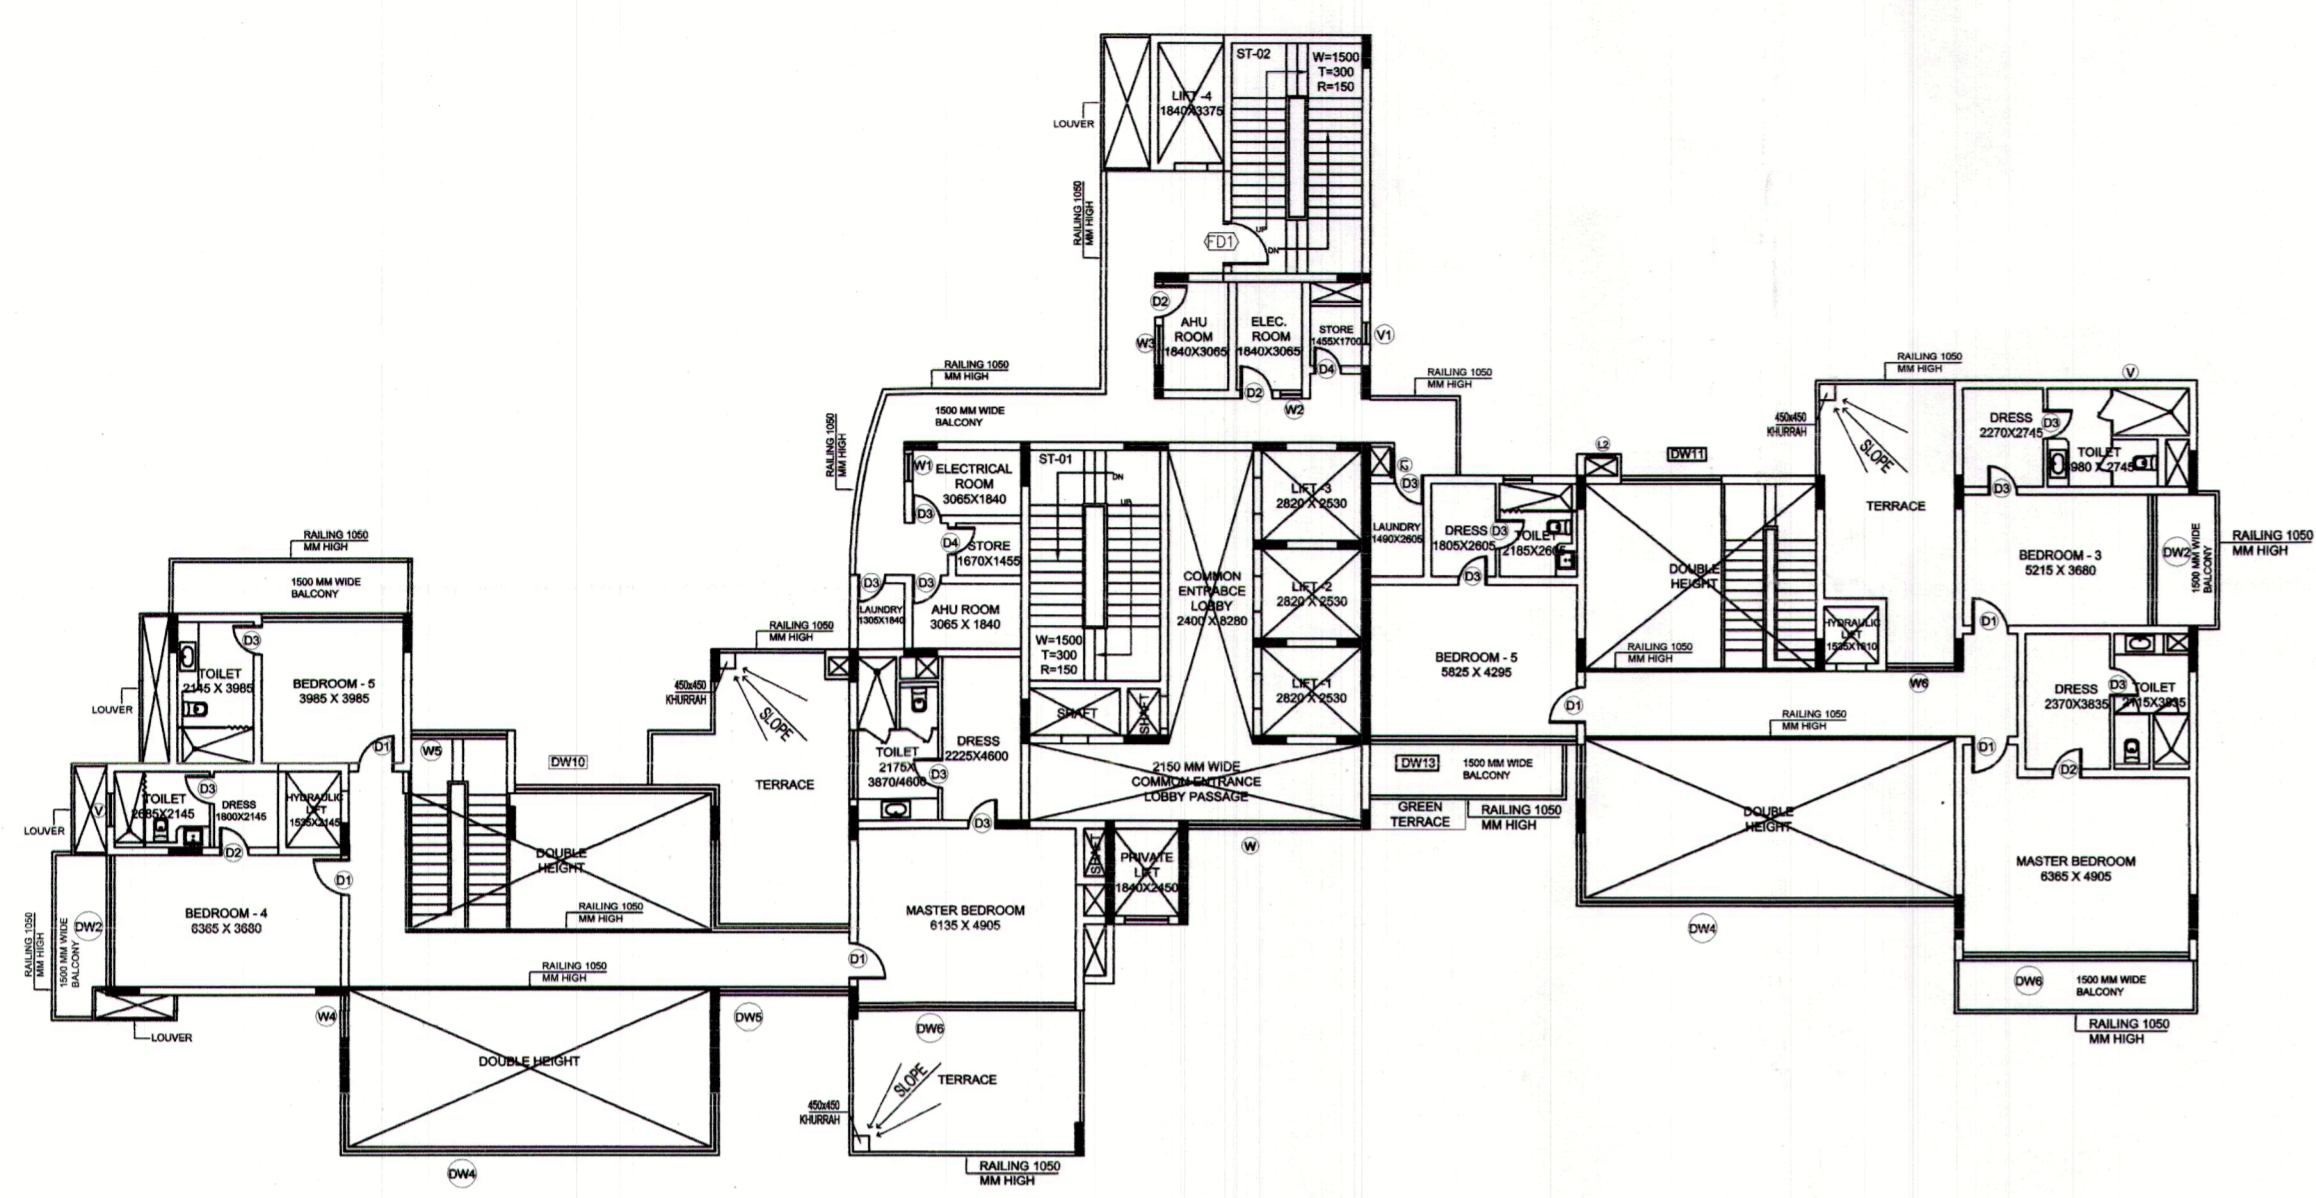 ST-02
W=1500
T=300
R=150
LIFT -4
1840X3375
LOUVER
RAILING 1050
MM HIGH
FD1
UP
DN
D2
AHU
ROOM
1840X3065
W3
ELEC.
ROOM
1840X3065
STORE
1455X1700
V1
D4
D2
W2
RAILING 1050
MM HIGH
RAILING 1050
MM HIGH
RAILING 1050
MM HIGH
1500 MM WIDE
BALCONY
RAILING 1050
MM HIGH
W1
ELECTRICAL
ROOM
3065X1840
D3
D4
STORE
1670X1455
D3
D3
LAUNDRY
1305X1840
AHU ROOM
3065 X 1840
ST-01
DN
UP
W=1500
T=300
R=150
SHAFT
SHAFT
COMMON
ENTRABCE
LOBBY
2400 X 8280
LIFT -3
2820 X 2530
LIFT -2
2820 X 2530
LIFT -1
2820 X 2530
D3
LAUNDRY
1490X2605
DRESS
1805X2605
D3
TOILET
2185X2605
D3
L2
DW11
BEDROOM - 5
5825 X 4295
D1
DOUBLE
HEIGHT
RAILING 1050
MM HIGH
450x450
KHURRAH
SLOPE
TERRACE
HYDRAULIC
LIFT
1535X1810
W6
V
DRESS
2270X2745
D3
TOILET
D3
BEDROOM - 3
5215 X 3680
DW2
1500 MM WIDE
BALCONY
RAILING 1050
MM HIGH
D1
DRESS
2370X3835
D3
TOILET
2115X3835
D2
D1
RAILING 1050
MM HIGH
DOUBLE
HEIGHT
DW4
MASTER BEDROOM
6365 X 4905
DW6
1500 MM WIDE
BALCONY
RAILING 1050
MM HIGH
DW13
1500 MM WIDE
BALCONY
GREEN
TERRACE
RAILING 1050
MM HIGH
2150 MM WIDE
COMMON ENTRANCE
LOBBY PASSAGE
W
SHAFT
PRIVATE
LIFT
1840X2450
RAILING 1050
MM HIGH
1500 MM WIDE
BALCONY
LOUVER
TOILET
2145 X 3985
D3
BEDROOM - 5
3985 X 3985
D1
W5
DW10
RAILING 1050
MM HIGH
450x450
KHURRAH
SLOPE
TERRACE
TOILET
2175X
3870/4600
D3
DRESS
2225X4600
D3
LOUVER
V
TOILET
2685X2145
D3
DRESS
1800X2145
HYDRAULIC
LIFT
1535X2145
D2
D1
DOUBLE
HEIGHT
RAILING 1050
MM HIGH
BEDROOM - 4
6365 X 3680
DW2
1500 MM WIDE
BALCONY
RAILING 1050
MM HIGH
LOUVER
W4
RAILING 1050
MM HIGH
D1
MASTER BEDROOM
6135 X 4905
DW5
DW6
DOUBLE HEIGHT
DW4
SLOPE
TERRACE
450x450
KHURRAH
RAILING 1050
MM HIGH